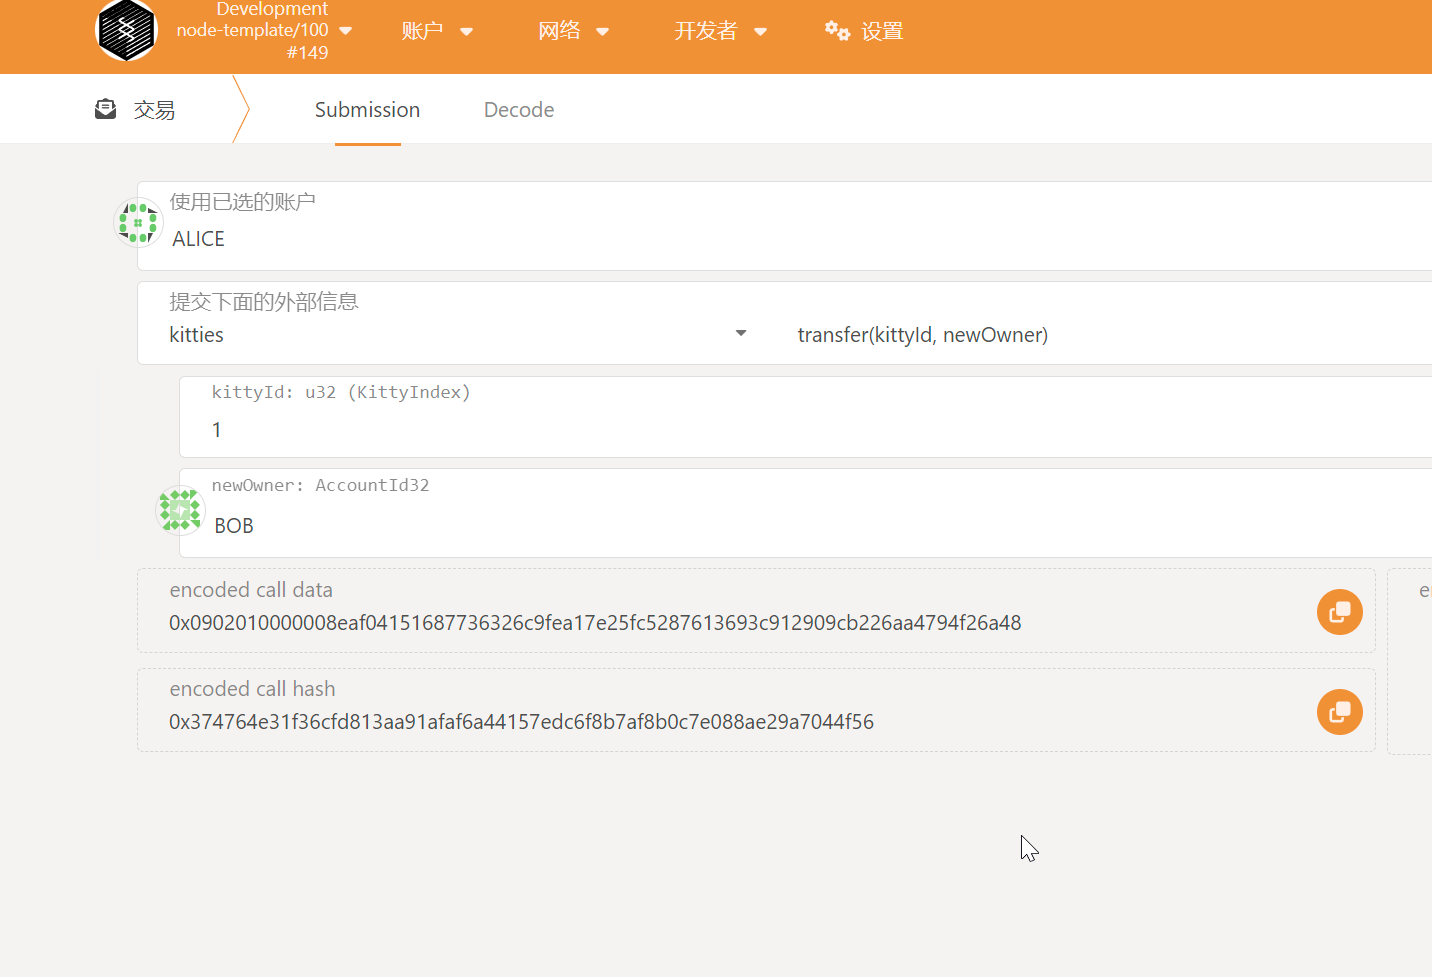 Development
node-template/100
#149
账户
网络
开发者
设置
交易
Submission
Decode
使用已选的账户
ALICE
提交下面的外部信息
kitties
transfer(kittyId, newOwner)
kittyId: u32 (KittyIndex)
1
newOwner: AccountId32
BOB
encoded call data
0x0902010000008eaf04151687736326c9fea17e25fc5287613693c912909cb226aa4794f26a48
encoded call hash
0x374764e31f36cfd813aa91afaf6a44157edc6f8b7af8b0c7e088ae29a7044f56